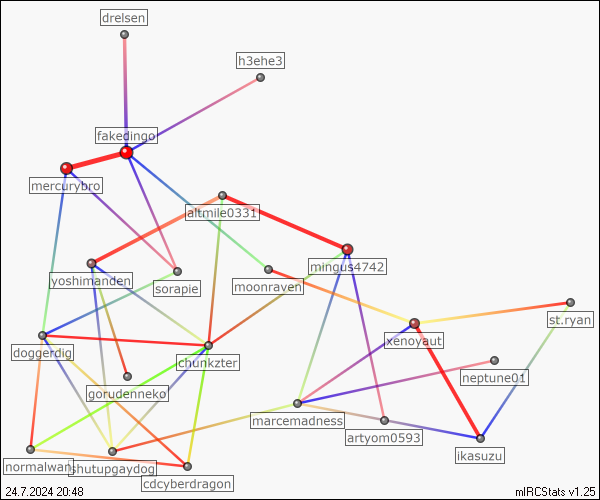 drelsen
h3ehe3
fakedingo
mercurybro
altmile0331
mingus4742
yoshimanden
sorapie
moonraven
st.ryan
xenoyaut
doggerdig
chunkzter
neptune01
gorudenneko
marcemadness
artyom0593
ikasuzu
normalwan
shutupgaydog
cdcyberdragon
24.7.2024 20:48
mIRCStats v1.25